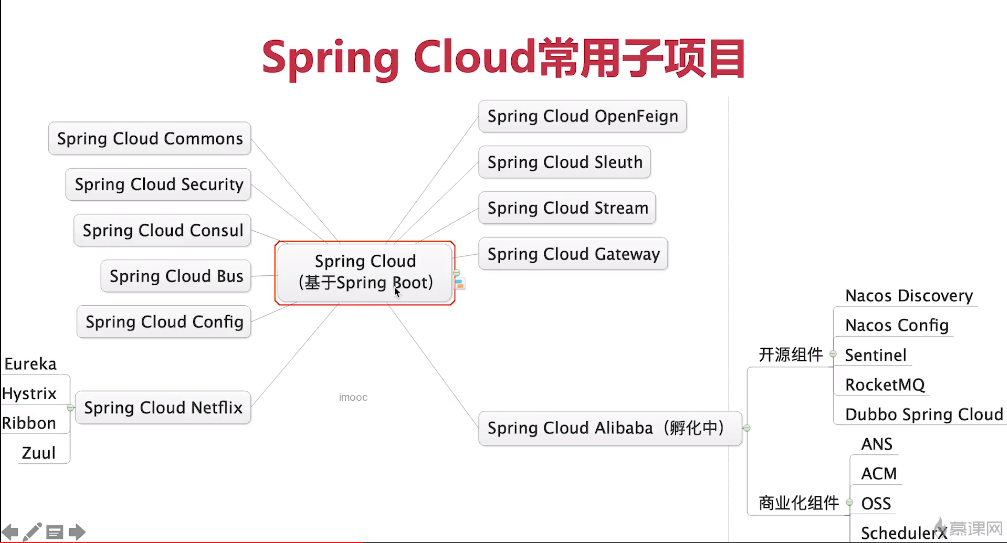 Spring Cloud常用子项目
Spring Cloud Commons
Spring Cloud Security
Spring Cloud Consul
Spring Cloud Bus
Spring Cloud Config
Spring Cloud Netflix
Eureka
Hystrix
Ribbon
Zuul
Spring Cloud
（基于Spring Boot）
Spring Cloud OpenFeign
Spring Cloud Sleuth
Spring Cloud Stream
Spring Cloud Gateway
Spring Cloud Alibaba（孵化中）
开源组件
Nacos Discovery
Nacos Config
Sentinel
RocketMQ
Dubbo Spring Cloud
商业化组件
ANS
ACM
OSS
SchedulerX
imooc
慕课网